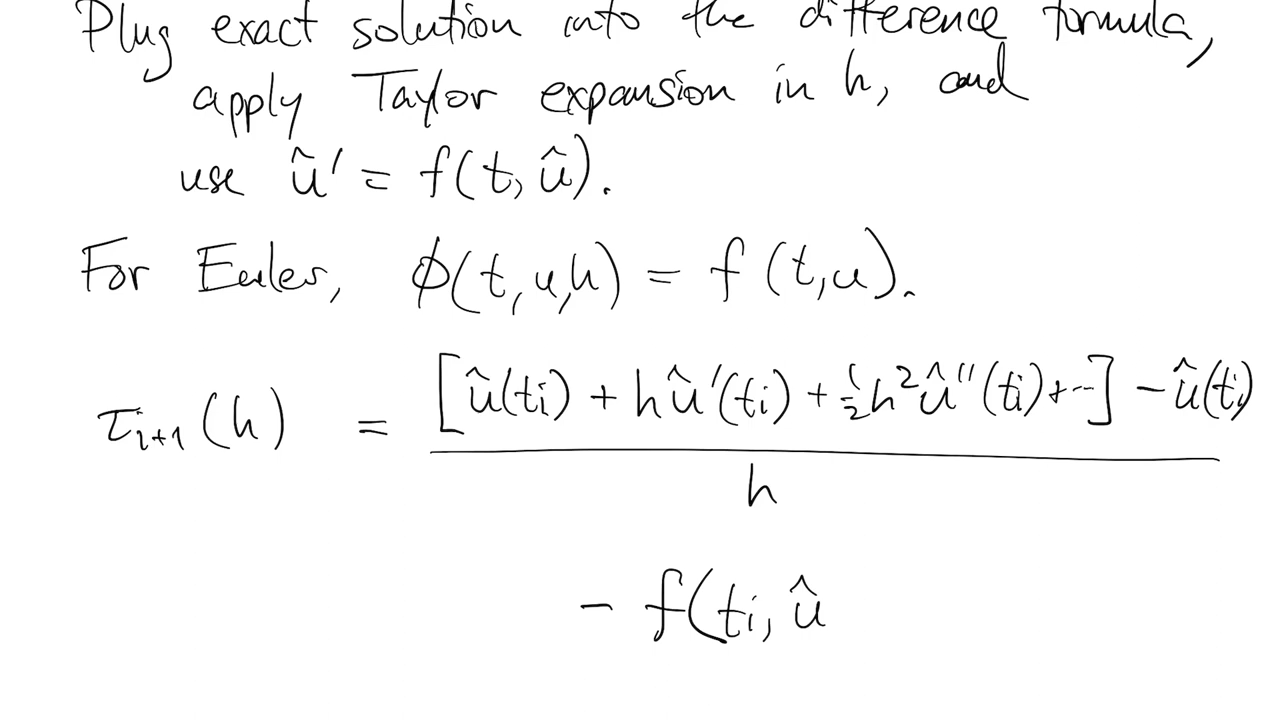 Plug exact solution into the difference formula,
apply Taylor expansion in h, and
use û' = f(t, û).
For Euler, ϕ(t, u, h) = f(t, u).
τᵢ₊₁(h) = [û(tᵢ) + hû'(tᵢ) + ½h²û''(tᵢ) + ⋯] − û(tᵢ)
h
− f(tᵢ, û